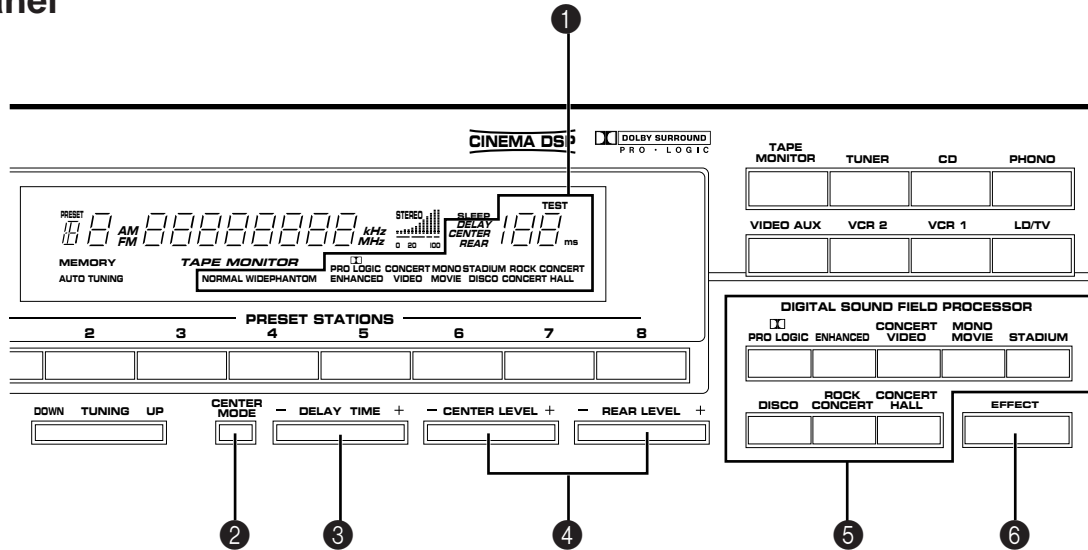 anel
1
CINEMA DSP DOLBY SURROUND
PRO · LOGIC
TAPE MONITOR TUNER CD PHONO
VIDEO AUX VCR 2 VCR 1 LD/TV
PRESET AM FM kHz MHz STEREO 0 20 100 SLEEP DELAY CENTER REAR TEST ms
MEMORY TAPE MONITOR
AUTO TUNING NORMAL WIDE PHANTOM
PRO LOGIC CONCERT MONO STADIUM ROCK CONCERT
ENHANCED VIDEO MOVIE DISCO CONCERT HALL
DIGITAL SOUND FIELD PROCESSOR
PRO LOGIC ENHANCED CONCERT VIDEO MONO MOVIE STADIUM
DISCO ROCK CONCERT CONCERT HALL EFFECT
PRESET STATIONS
2 3 4 5 6 7 8
DOWN TUNING UP CENTER MODE − DELAY TIME + − CENTER LEVEL + − REAR LEVEL +
2 3 4 5 6